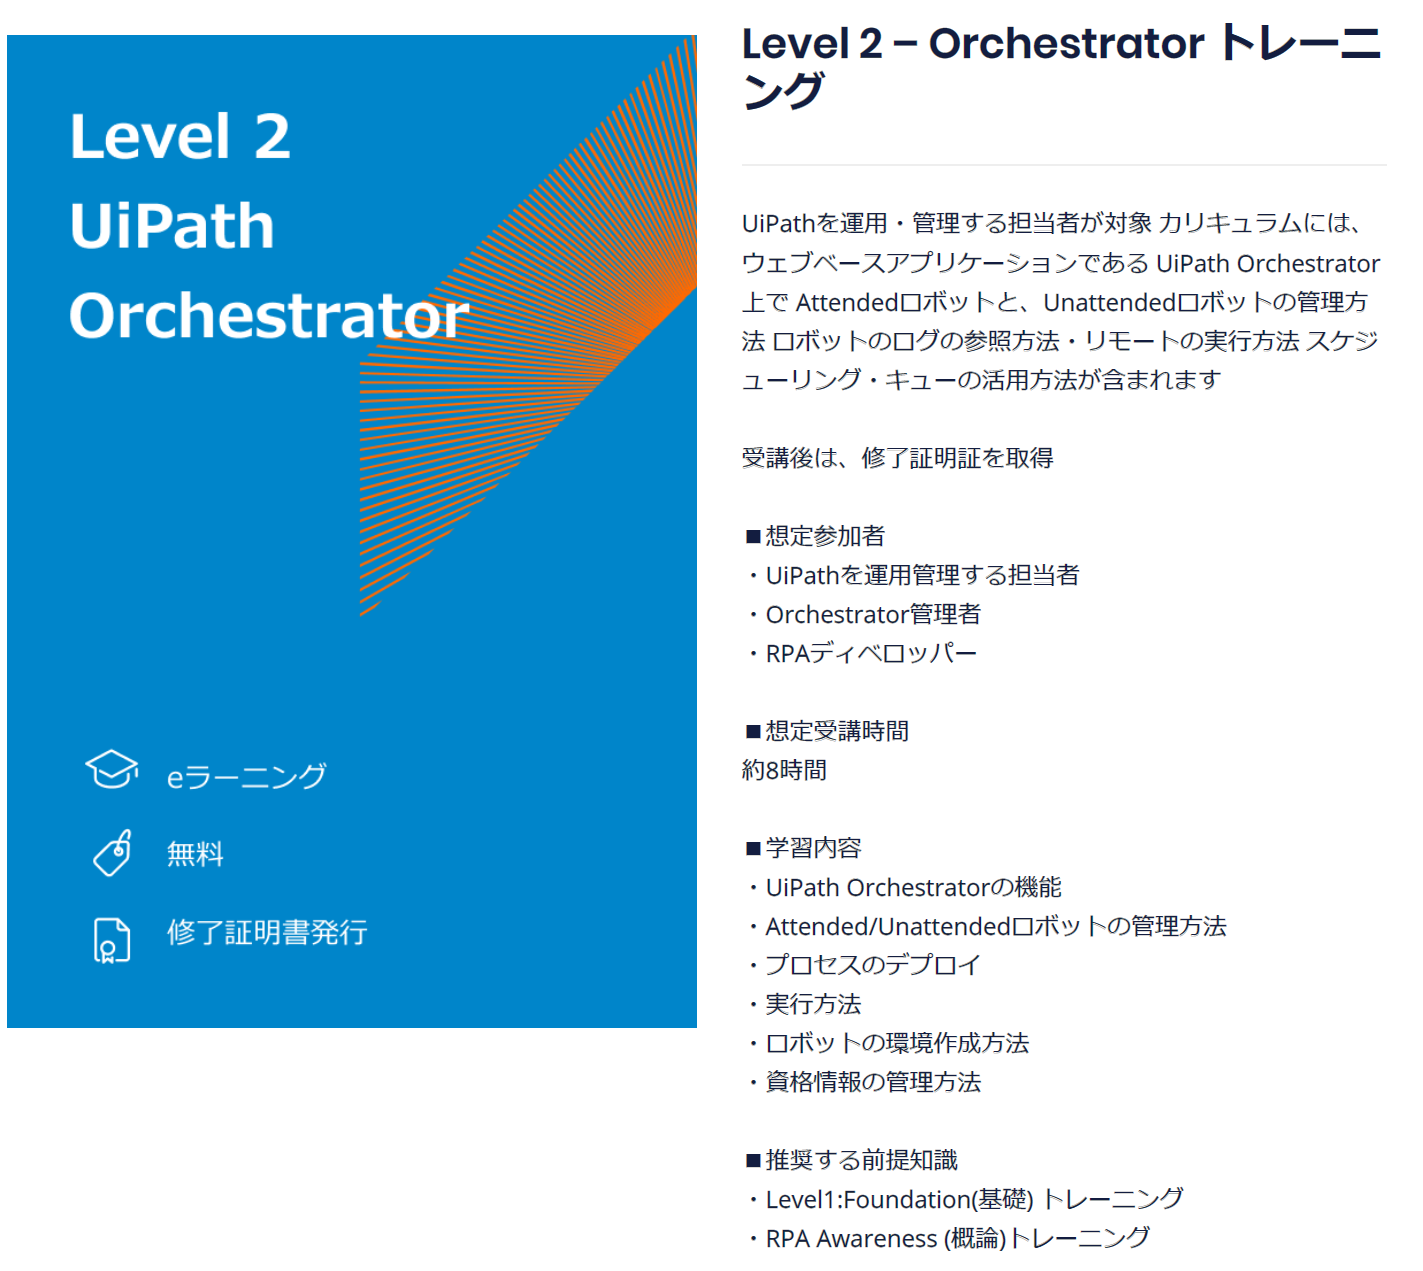 Level 2
UiPath
Orchestrator
eラーニング
無料
修了証明書発行
Level 2 – Orchestrator トレーニ
ング
UiPathを運用・管理する担当者が対象 カリキュラムには、
ウェブベースアプリケーションである UiPath Orchestrator
上で Attendedロボットと、Unattendedロボットの管理方
法 ロボットのログの参照方法・リモートの実行方法 スケジ
ューリング・キューの活用方法が含まれます
受講後は、修了証明証を取得
■想定参加者
・UiPathを運用管理する担当者
・Orchestrator管理者
・RPAディベロッパー
■想定受講時間
約8時間
■学習内容
・UiPath Orchestratorの機能
・Attended/Unattendedロボットの管理方法
・プロセスのデプロイ
・実行方法
・ロボットの環境作成方法
・資格情報の管理方法
■推奨する前提知識
・Level1:Foundation(基礎) トレーニング
・RPA Awareness (概論)トレーニング